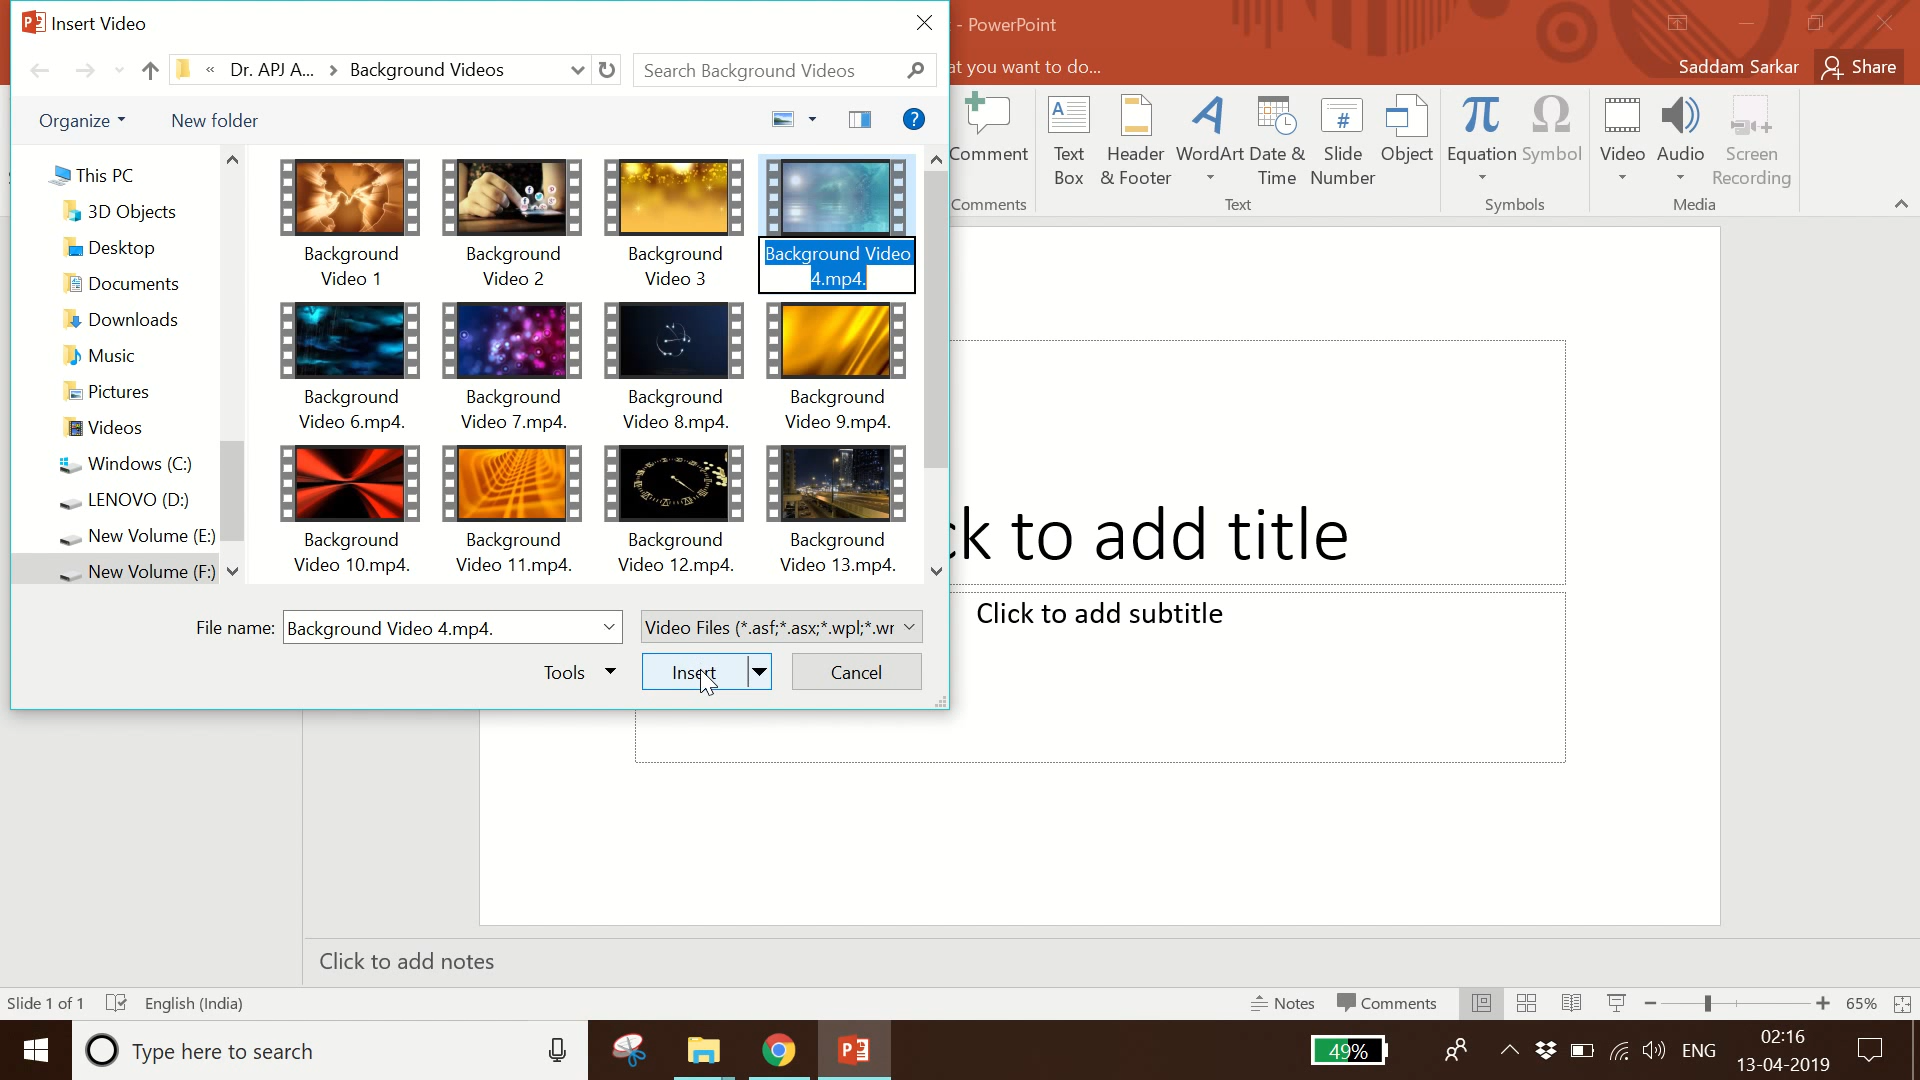 Insert Video
- PowerPoint
« Dr. APJ A... > Background Videos
Search Background Videos
at you want to do...
Saddam Sarkar
Share
Organize
New folder
Comment
Text Box
Header & Footer
WordArt
Date & Time
Slide Number
Object
Equation
Symbol
Video
Audio
Screen Recording
Comments
Text
Symbols
Media
This PC
3D Objects
Desktop
Documents
Downloads
Music
Pictures
Videos
Windows (C:)
LENOVO (D:)
New Volume (E:)
New Volume (F:)
Background Video 1
Background Video 2
Background Video 3
Background Video 4.mp4.
Background Video 6.mp4.
Background Video 7.mp4.
Background Video 8.mp4.
Background Video 9.mp4.
Background Video 10.mp4.
Background Video 11.mp4.
Background Video 12.mp4.
Background Video 13.mp4.
File name: Background Video 4.mp4.
Video Files (*.asf;*.asx;*.wpl;*.wr
Tools
Insert
Cancel
ck to add title
Click to add subtitle
Click to add notes
Slide 1 of 1
English (India)
Notes
Comments
65%
Type here to search
49%
ENG
02:16
13-04-2019